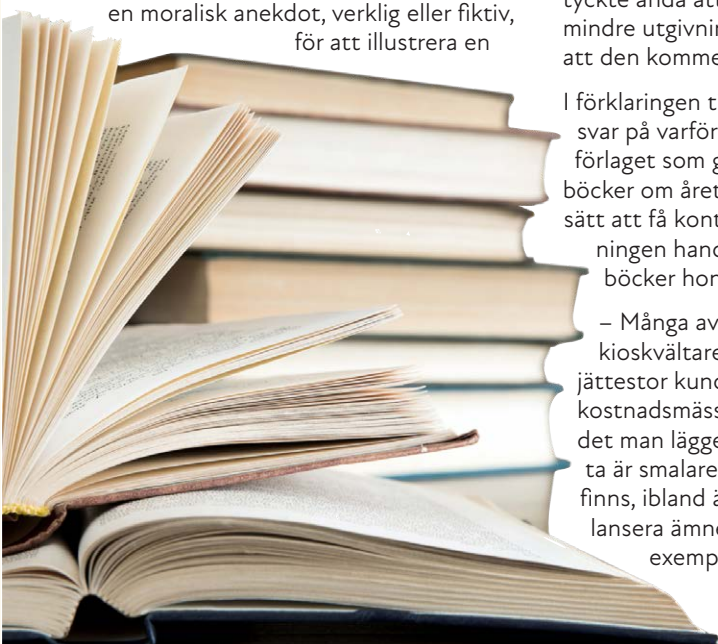 en moralisk anekdot, verklig eller fiktiv,
för att illustrera en
tyckte ändå att
mindre utgivnin
att den komme
I förklaringen t
svar på varför
förlaget som g
böcker om året
sätt att få kont
ningen hand
böcker hon
– Många av
kioskvältare
jättestor kund
kostnadsmäss
det man lägge
ta är smalare
finns, ibland ä
lansera ämne
exemp